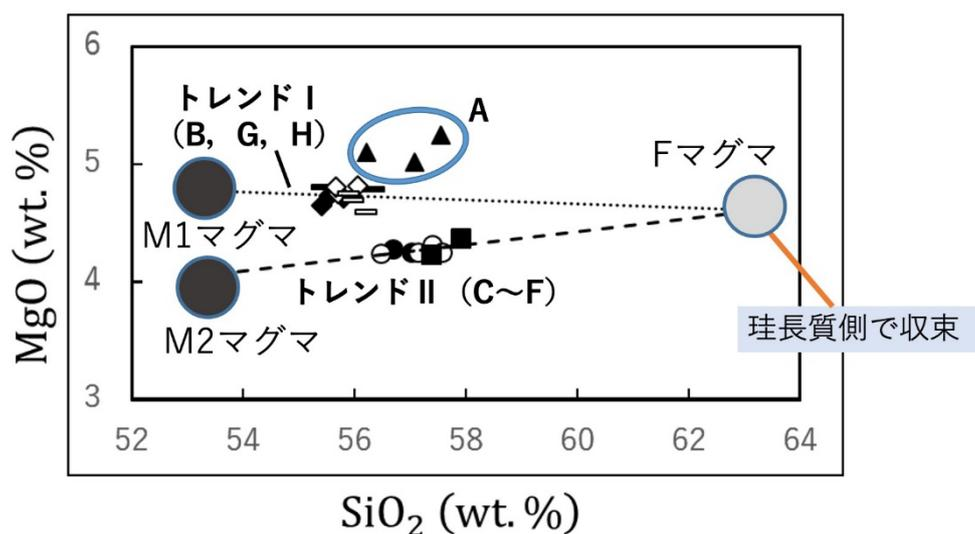 6
5
4
3
MgO (wt. %)
トレンド I
(B, G, H)
A
Fマグマ
M1マグマ
M2マグマ
トレンド II (C～F)
珪長質側で収束
52 54 56 58 60 62 64
SiO₂ (wt. %)